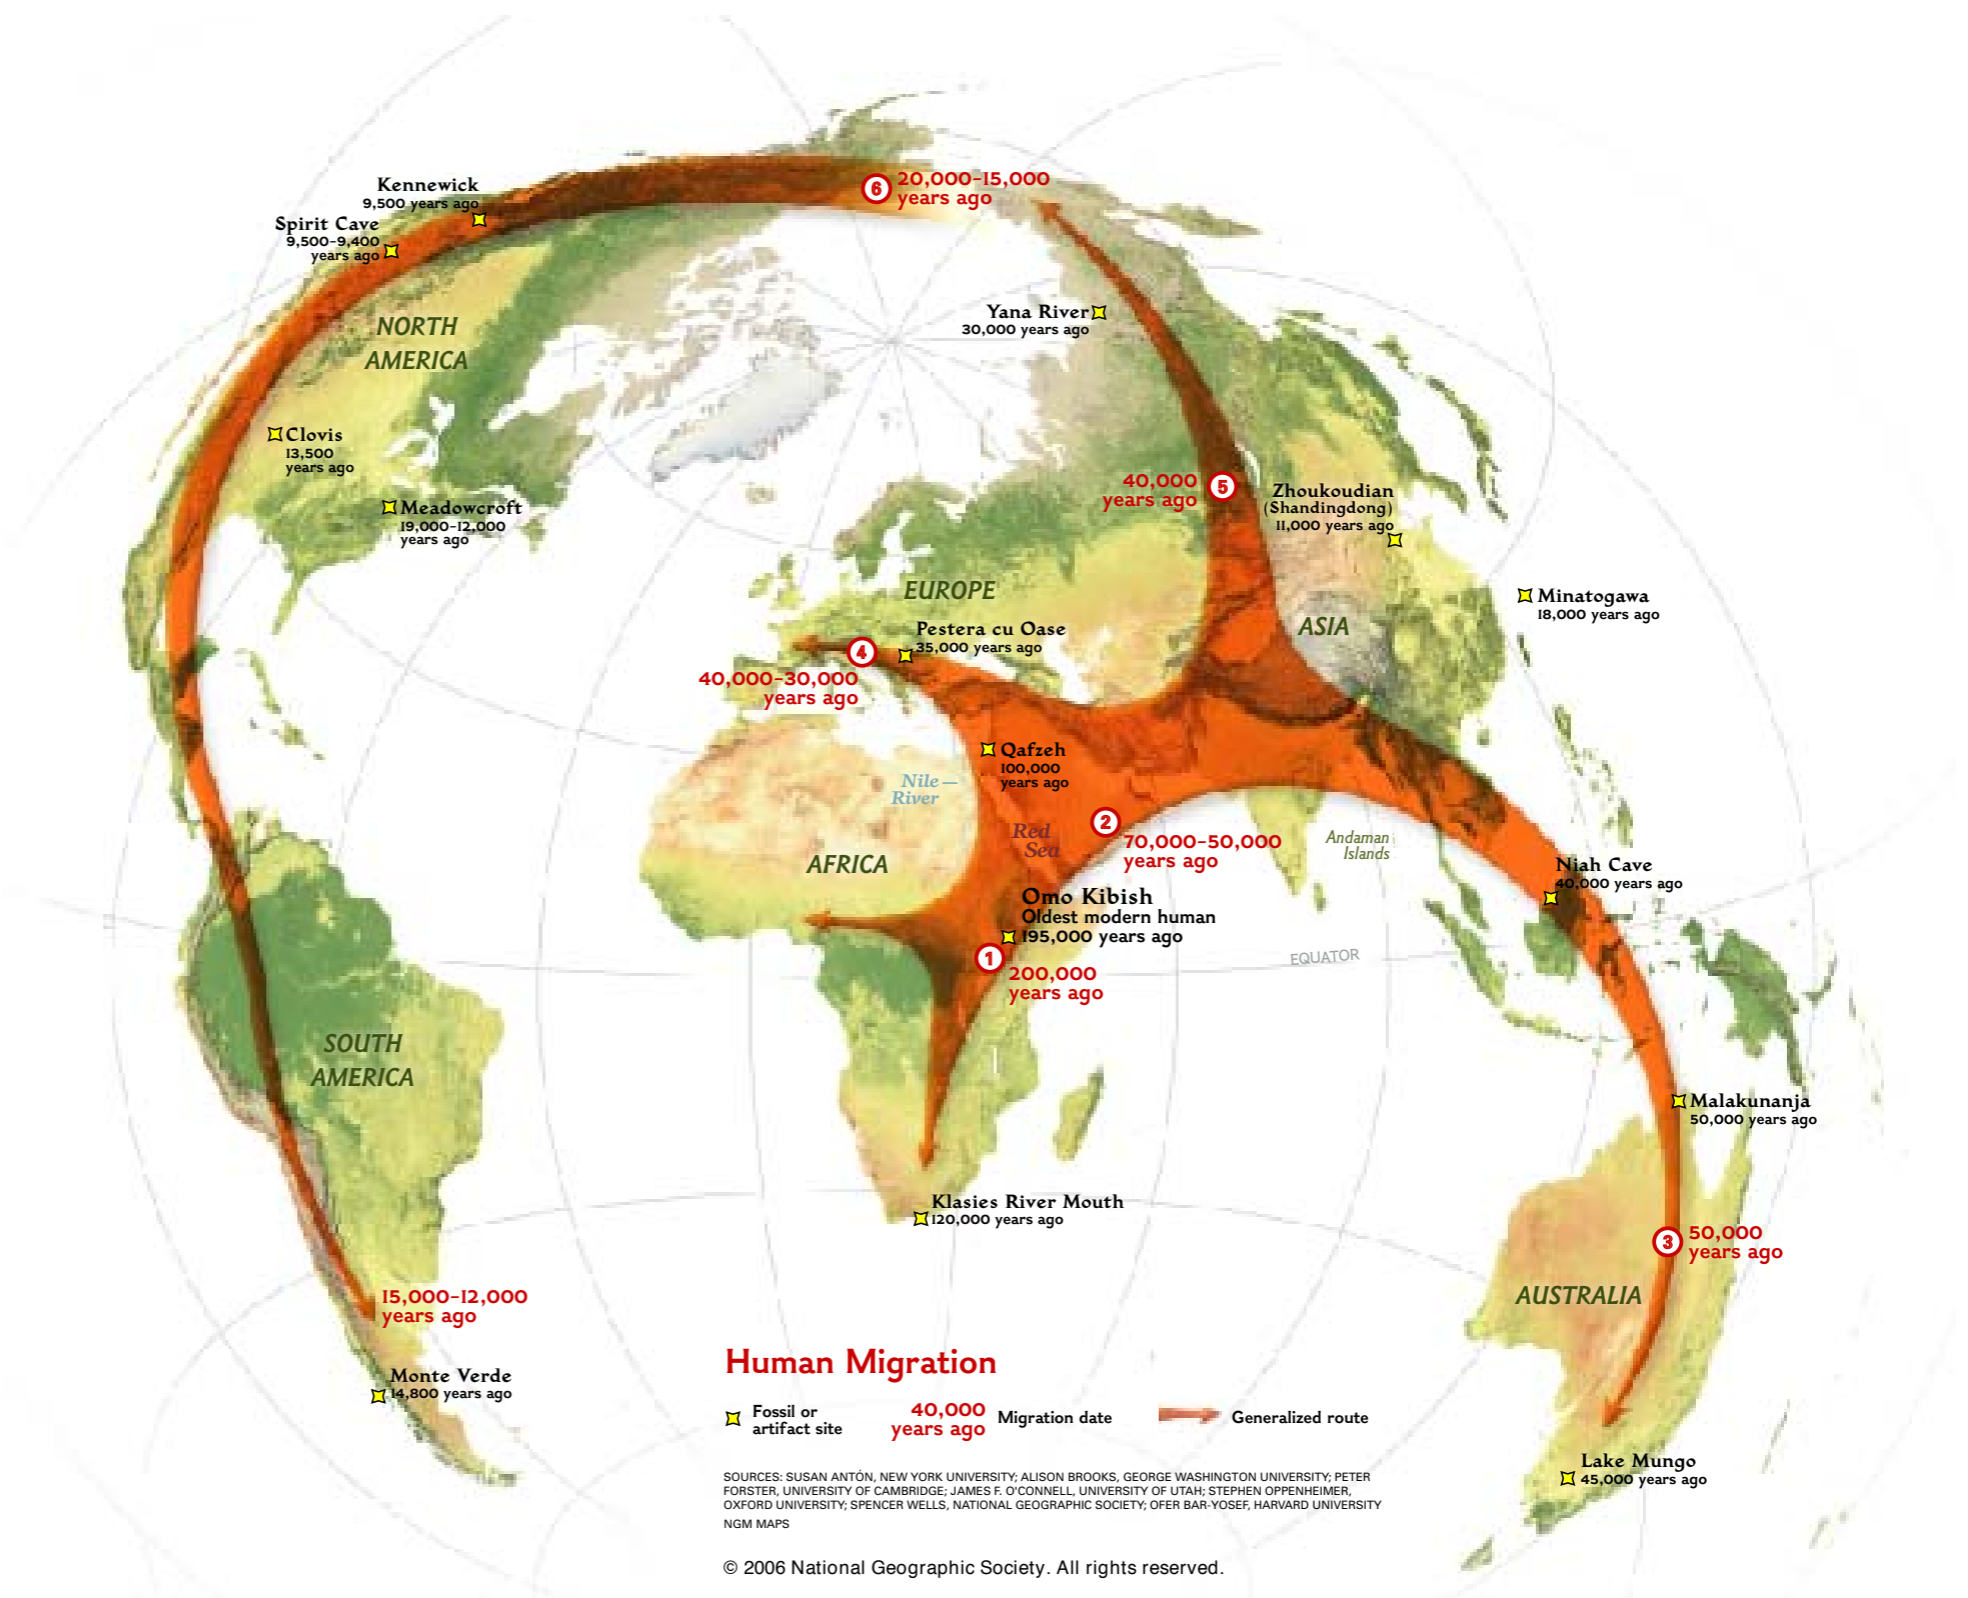 6
20,000-15,000
years ago
Kennewick
9,500 years ago
Spirit Cave
9,500-9,400
years ago
NORTH
AMERICA
Yana River
30,000 years ago
Clovis
13,500
years ago
Meadowcroft
19,000-12,000
years ago
40,000
years ago
5
Zhoukoudian
(Shandingdong)
11,000 years ago
EUROPE
Minatogawa
18,000 years ago
ASIA
Pestera cu Oase
35,000 years ago
4
40,000-30,000
years ago
Qafzeh
100,000
years ago
Nile
River
2
70,000-50,000
years ago
Red
Sea
Andaman
Islands
AFRICA
Niah Cave
40,000 years ago
Omo Kibish
Oldest modern human
195,000 years ago
1
200,000
years ago
EQUATOR
SOUTH
AMERICA
Malakunanja
50,000 years ago
Klasies River Mouth
120,000 years ago
3
50,000
years ago
AUSTRALIA
15,000-12,000
years ago
Monte Verde
14,800 years ago
Lake Mungo
45,000 years ago
Human Migration
Fossil or
artifact site
40,000
years ago
Migration date
Generalized route
SOURCES: SUSAN ANTÓN, NEW YORK UNIVERSITY; ALISON BROOKS, GEORGE WASHINGTON UNIVERSITY; PETER
FORSTER, UNIVERSITY OF CAMBRIDGE; JAMES F. O'CONNELL, UNIVERSITY OF UTAH; STEPHEN OPPENHEIMER,
OXFORD UNIVERSITY; SPENCER WELLS, NATIONAL GEOGRAPHIC SOCIETY; OFER BAR-YOSEF, HARVARD UNIVERSITY
NGM MAPS
© 2006 National Geographic Society. All rights reserved.